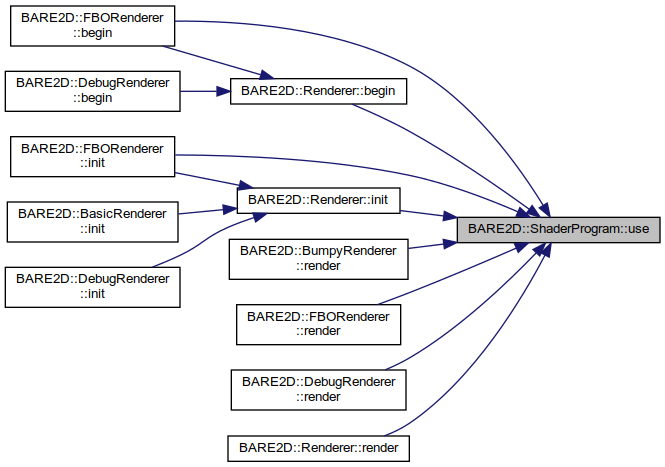 BARE2D::FBORenderer
::begin
BARE2D::DebugRenderer
::begin
BARE2D::Renderer::begin
BARE2D::FBORenderer
::init
BARE2D::BasicRenderer
::init
BARE2D::DebugRenderer
::init
BARE2D::Renderer::init
BARE2D::BumpyRenderer
::render
BARE2D::FBORenderer
::render
BARE2D::DebugRenderer
::render
BARE2D::Renderer::render
BARE2D::ShaderProgram::use